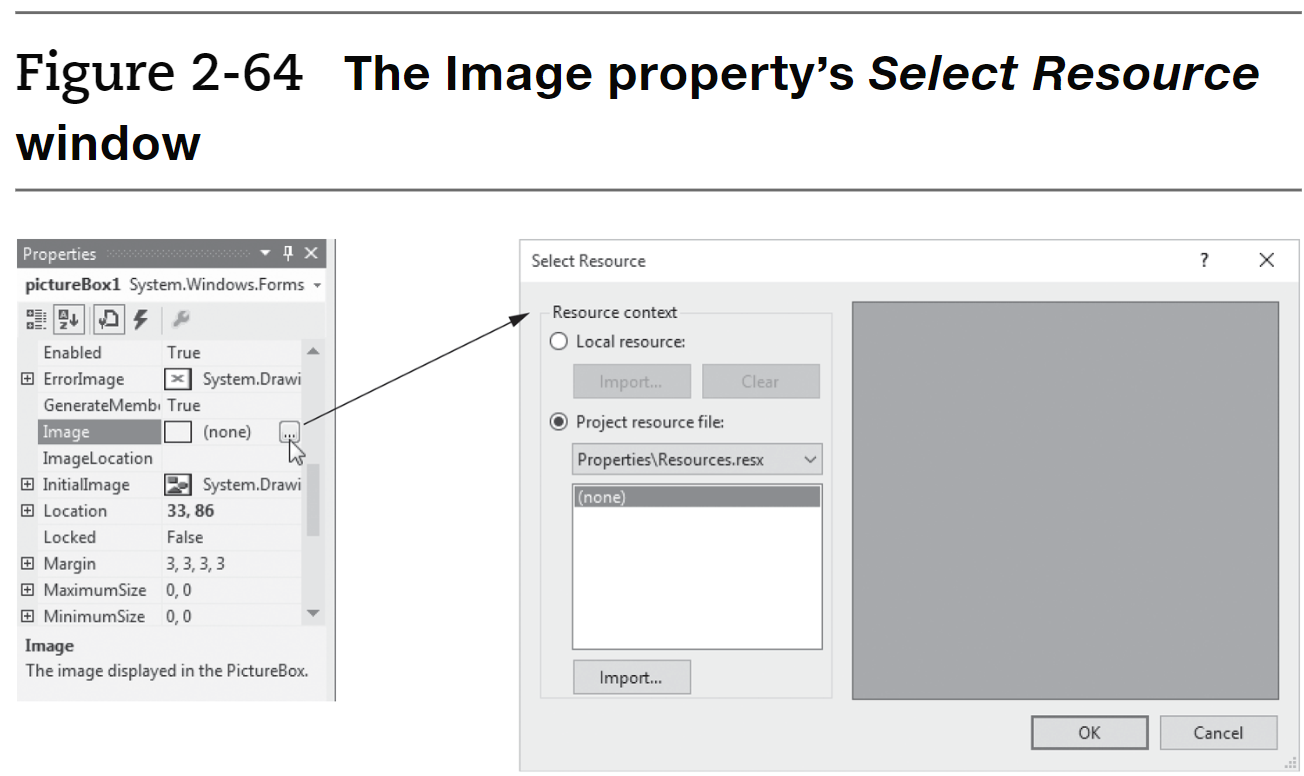 Figure 2-64 The Image property’s Select Resource
window
Properties
pictureBox1 System.Windows.Forms
Enabled True
ErrorImage System.Drawi
GenerateMemb True
Image (none) ...
ImageLocation
InitialImage System.Drawi
Location 33, 86
Locked False
Margin 3, 3, 3, 3
MaximumSize 0, 0
MinimumSize 0, 0
Image
The image displayed in the PictureBox.
Select Resource ?
Resource context
Local resource:
Import... Clear
Project resource file:
Properties\Resources.resx
(none)
Import...
OK Cancel